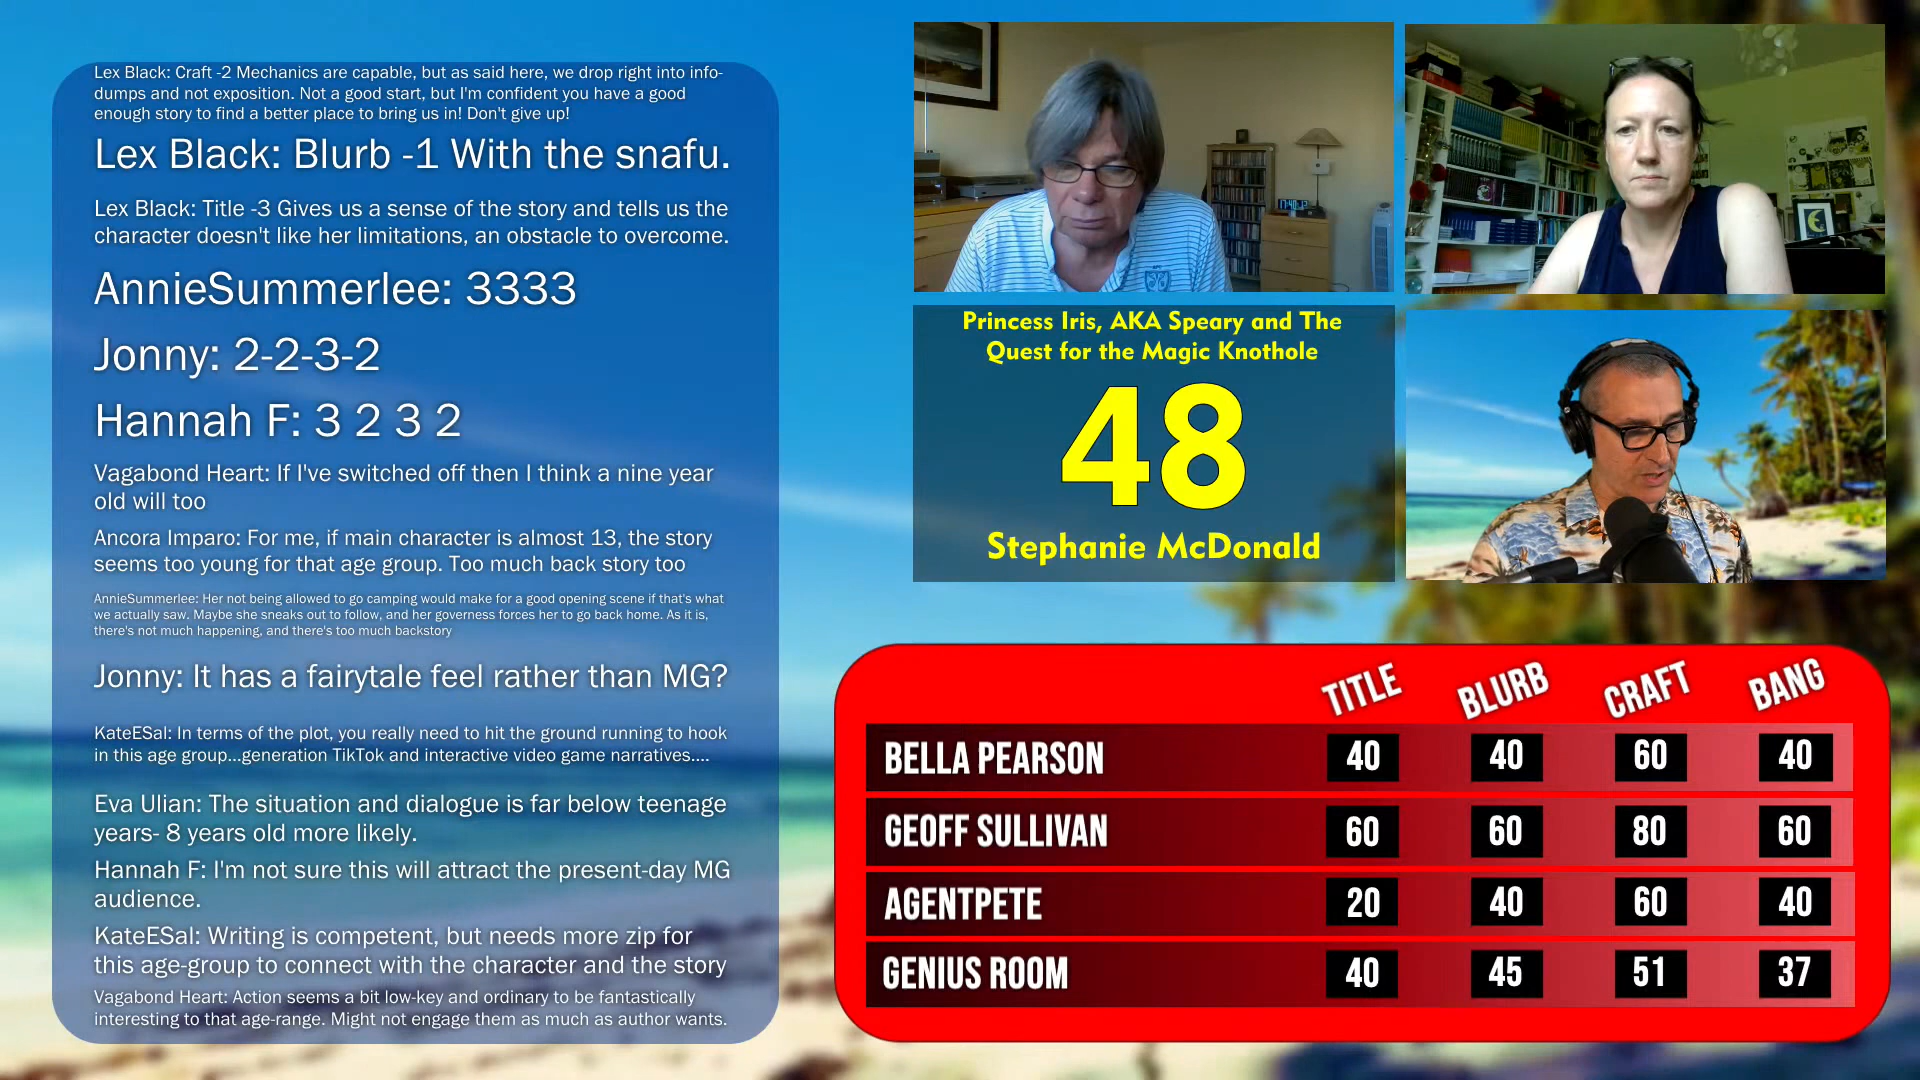 Lex Black: Craft -2 Mechanics are capable, but as said here, we drop right into info-
dumps and not exposition. Not a good start, but I'm confident you have a good
enough story to find a better place to bring us in! Don't give up!
Lex Black: Blurb -1 With the snafu.
Lex Black: Title -3 Gives us a sense of the story and tells us the
character doesn't like her limitations, an obstacle to overcome.
AnnieSummerlee: 3333
Jonny: 2-2-3-2
Hannah F: 3 2 3 2
Vagabond Heart: If I've switched off then I think a nine year
old will too
Ancora Imparo: For me, if main character is almost 13, the story
seems too young for that age group. Too much back story too
AnnieSummerlee: Her not being allowed to go camping would make for a good opening scene if that's what
we actually saw. Maybe she sneaks out to follow, and her governess forces her to go back home. As it is,
there's not much happening, and there's too much backstory
Jonny: It has a fairytale feel rather than MG?
KateESal: In terms of the plot, you really need to hit the ground running to hook
in this age group...generation TikTok and interactive video game narratives....
Eva Ulian: The situation and dialogue is far below teenage
years- 8 years old more likely.
Hannah F: I'm not sure this will attract the present-day MG
audience.
KateESal: Writing is competent, but needs more zip for
this age-group to connect with the character and the story
Vagabond Heart: Action seems a bit low-key and ordinary to be fantastically
interesting to that age-range. Might not engage them as much as author wants.
Princess Iris, AKA Speary and The
Quest for the Magic Knothole
48
Stephanie McDonald
TITLE BLURB CRAFT BANG
BELLA PEARSON 40 40 60 40
GEOFF SULLIVAN 60 60 80 60
AGENTPETE 20 40 60 40
GENIUS ROOM 40 45 51 37